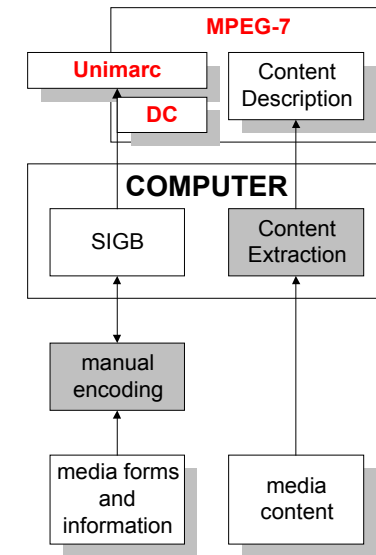 MPEG-7
Unimarc
DC
Content
Description
COMPUTER
SIGB
Content
Extraction
manual
encoding
media forms
and
information
media
content